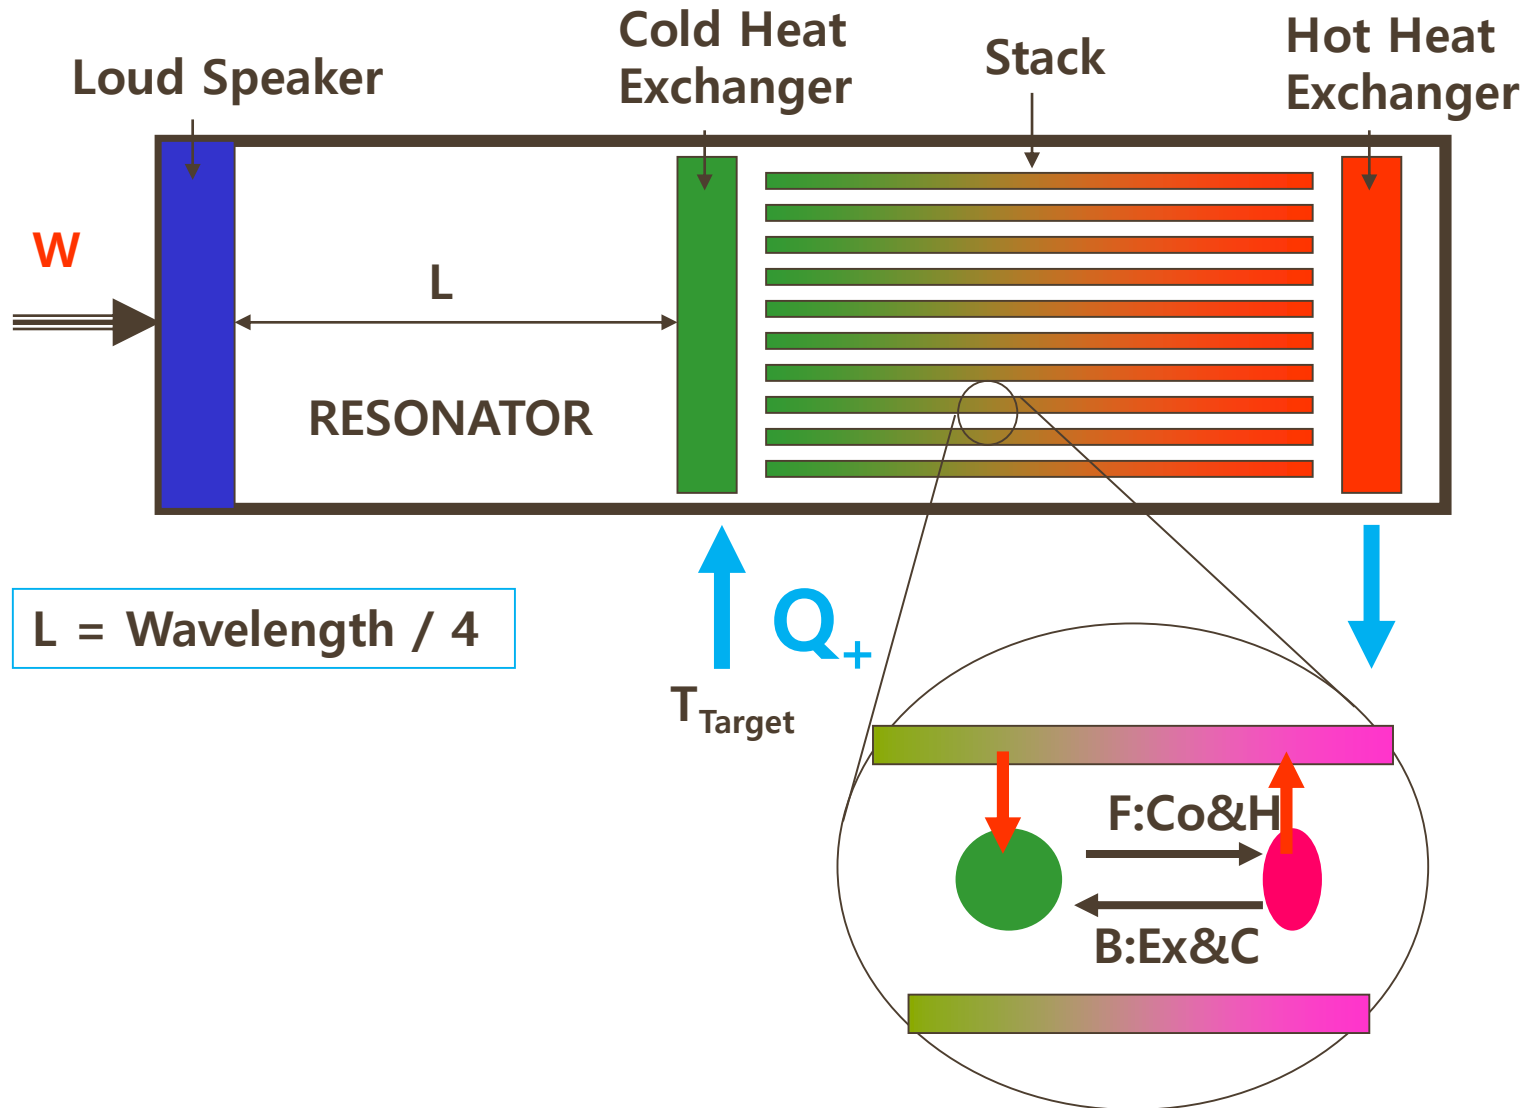 Loud Speaker
Cold Heat
Exchanger
Stack
Hot Heat
Exchanger
W
L
RESONATOR
L = Wavelength / 4
Q+
TTarget
F:Co&H
B:Ex&C